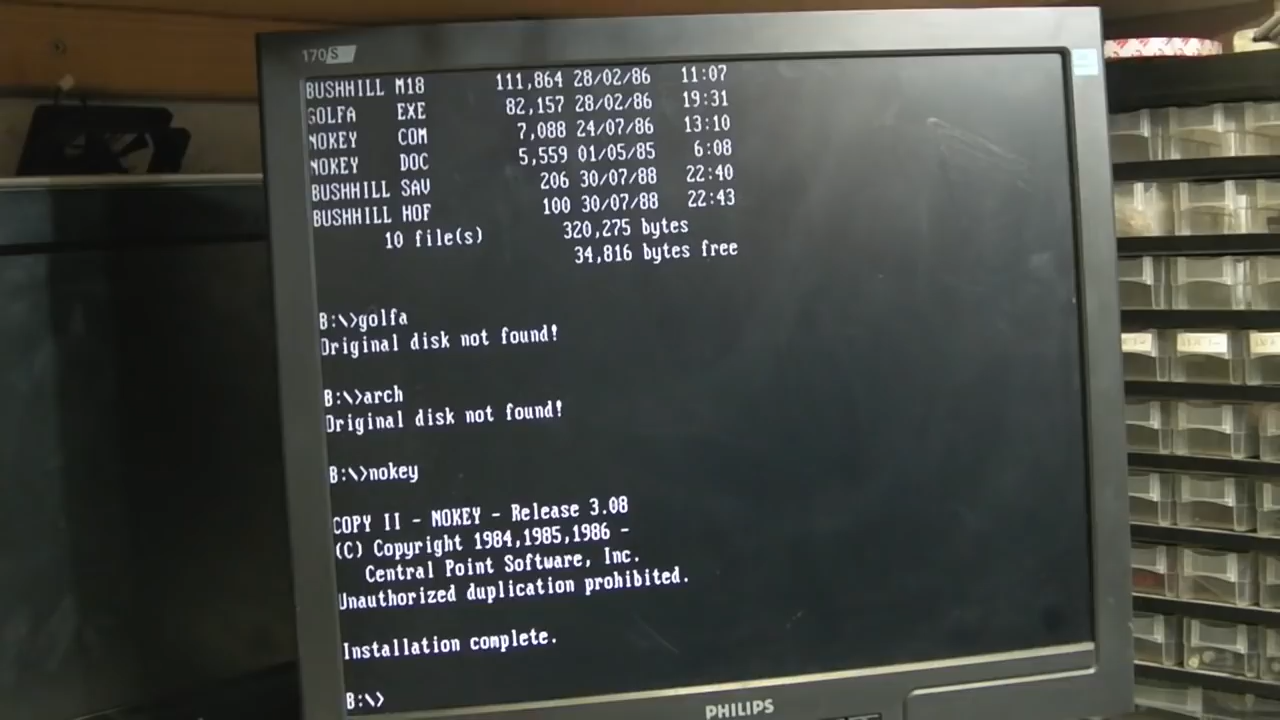 170S
BUSHHILL M18 111,864 28/02/86 11:07
GOLFA EXE 82,157 28/02/86 19:31
NOKEY COM 7,088 24/07/86 13:10
NOKEY DOC 5,559 01/05/85 6:08
BUSHHILL SAV 206 30/07/88 22:40
BUSHHILL HOF 100 30/07/88 22:43
10 file(s) 320,275 bytes
34,816 bytes free
B:\>golfa
Original disk not found!
B:\>arch
Original disk not found!
B:\>nokey
COPY II - NOKEY - Release 3.08
(C) Copyright 1984,1985,1986 -
Central Point Software, Inc.
Unauthorized duplication prohibited.
Installation complete.
B:\>
PHILIPS